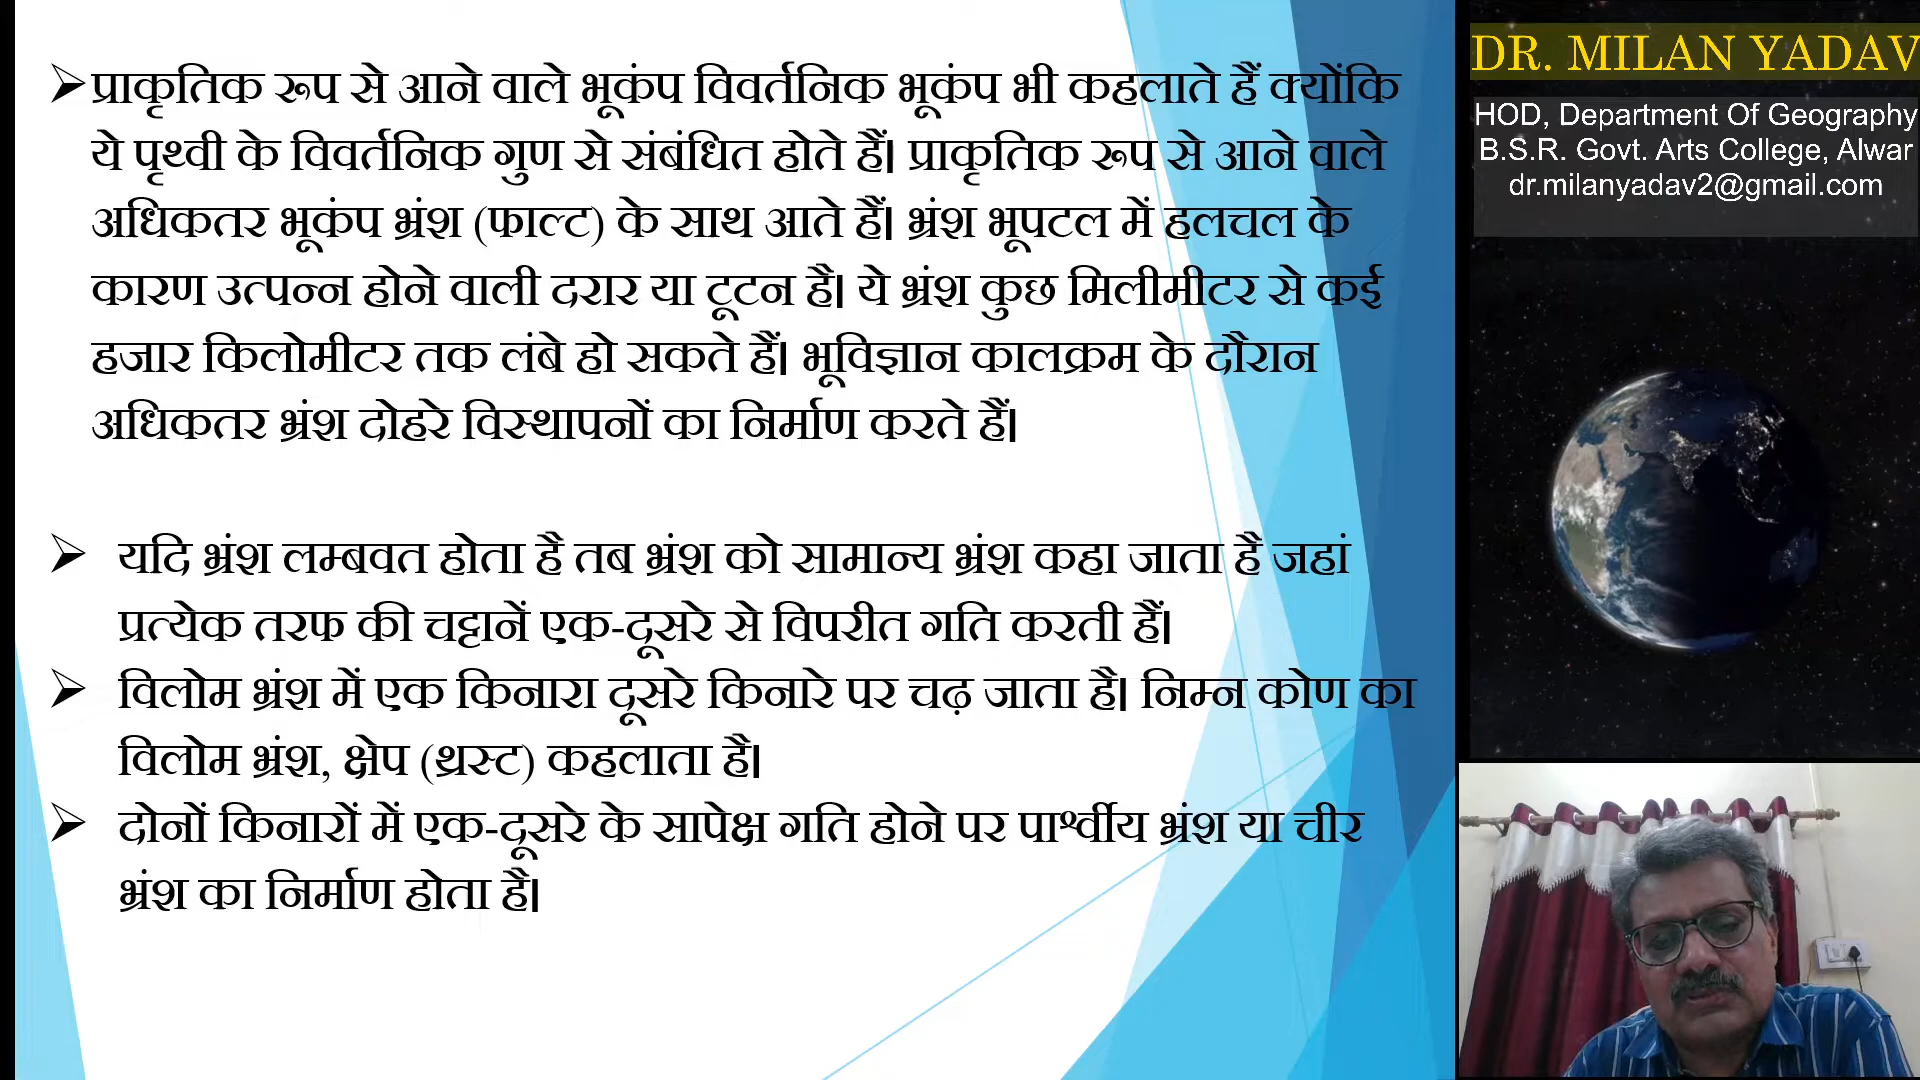 ➢प्राकृतिक रूप से आने वाले भूकंप विवर्तनिक भूकंप भी कहलाते हैं क्योंकि
ये पृथ्वी के विवर्तनिक गुण से संबंधित होते हैं। प्राकृतिक रूप से आने वाले
अधिकतर भूकंप भ्रंश (फाल्ट) के साथ आते हैं। भ्रंश भूपटल में हलचल के
कारण उत्पन्न होने वाली दरार या टूटन है। ये भ्रंश कुछ मिलीमीटर से कई
हजार किलोमीटर तक लंबे हो सकते हैं। भूविज्ञान कालक्रम के दौरान
अधिकतर भ्रंश दोहरे विस्थापनों का निर्माण करते हैं।
➢ यदि भ्रंश लम्बवत होता है तब भ्रंश को सामान्य भ्रंश कहा जाता है जहां
प्रत्येक तरफ की चट्टानें एक-दूसरे से विपरीत गति करती हैं।
➢ विलोम भ्रंश में एक किनारा दूसरे किनारे पर चढ़ जाता है। निम्न कोण का
विलोम भ्रंश, क्षेप (थ्रस्ट) कहलाता है।
➢ दोनों किनारों में एक-दूसरे के सापेक्ष गति होने पर पार्श्वीय भ्रंश या चीर
भ्रंश का निर्माण होता है।
DR. MILAN YADAV
HOD, Department Of Geography
B.S.R. Govt. Arts College, Alwar
dr.milanyadav2@gmail.com